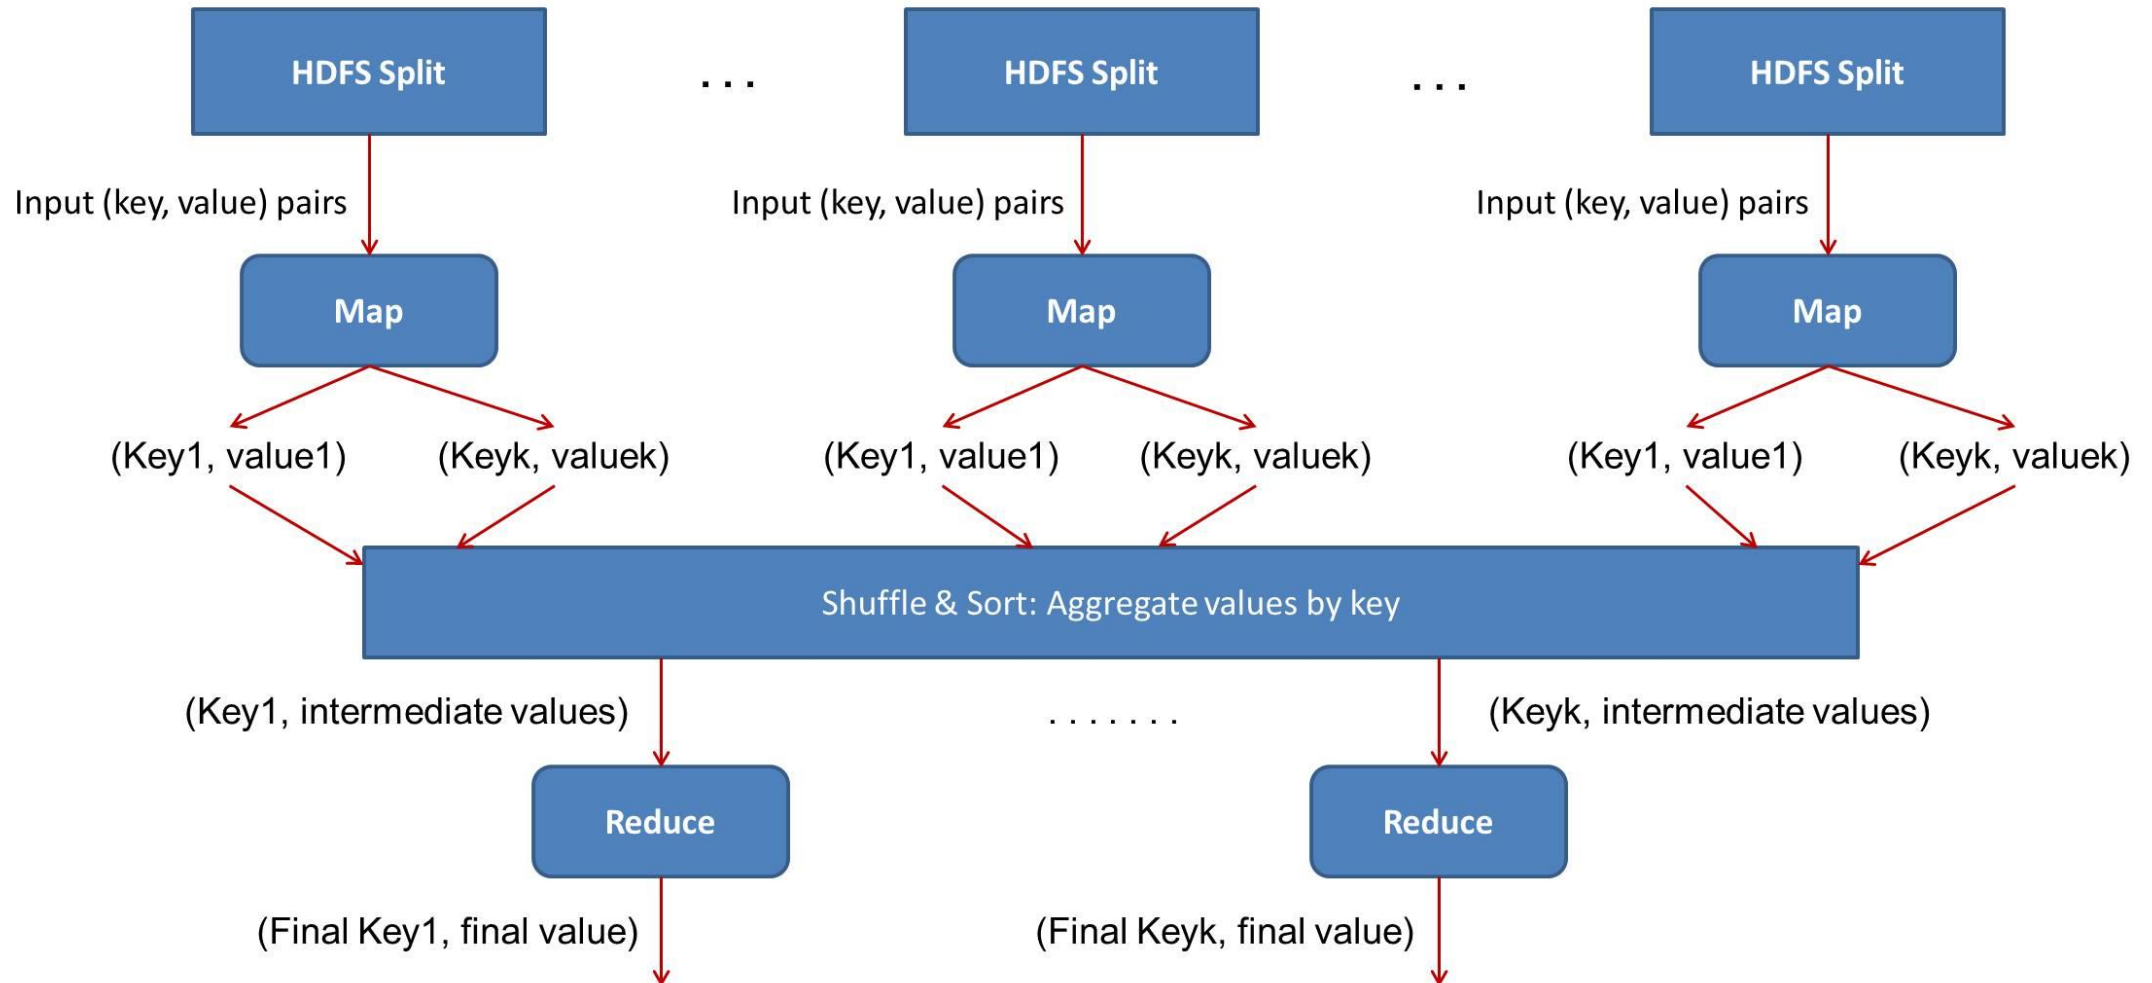 HDFS Split
. . .
HDFS Split
. . .
HDFS Split
Input (key, value) pairs
Input (key, value) pairs
Input (key, value) pairs
Map
Map
Map
(Key1, value1)
(Keyk, valuek)
(Key1, value1)
(Keyk, valuek)
(Key1, value1)
(Keyk, valuek)
Shuffle & Sort: Aggregate values by key
(Key1, intermediate values)
. . . . . . .
(Keyk, intermediate values)
Reduce
Reduce
(Final Key1, final value)
(Final Keyk, final value)